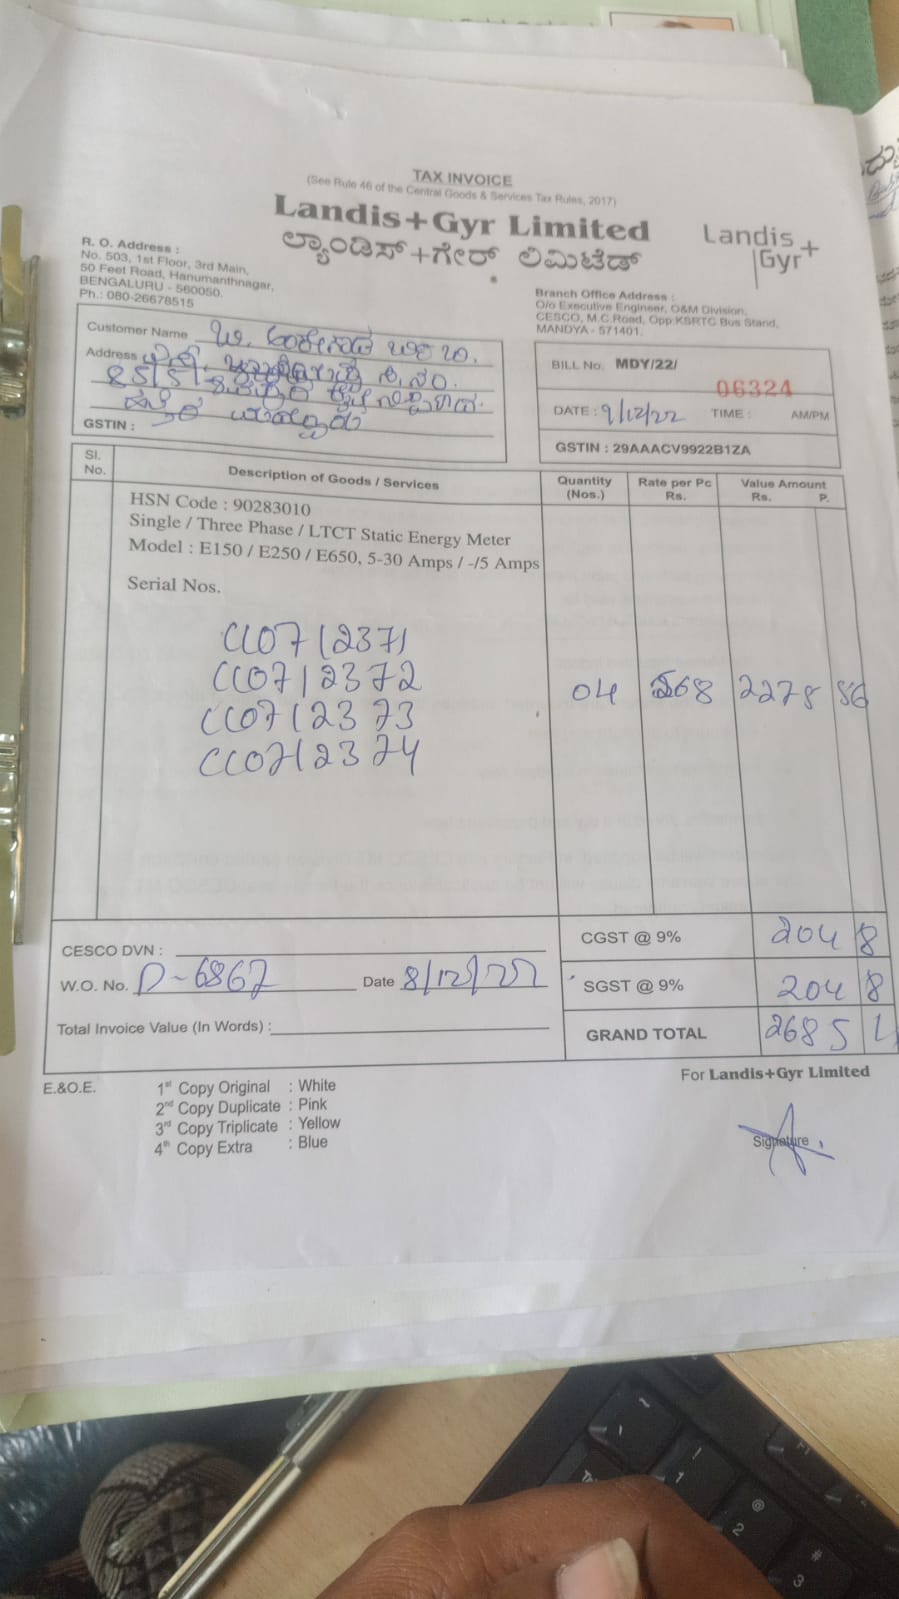 TAX INVOICE
(See Rule 46 of the Central Goods & Services Tax Rules, 2017)
Landis+Gyr Limited
ಲ್ಯಾಂಡಿಸ್+ಗೇರ್ ಲಿಮಿಟೆಡ್
Landis
Gyr+
R. O. Address :
No. 503, 1st Floor, 3rd Main,
50 Feet Road, Hanumanthnagar,
BENGALURU - 560050.
Ph.: 080-26678515
Branch Office Address :
O/o Executive Engineer, O&M Division,
CESCO, M.C.Road, Opp:KSRTC Bus Stand,
MANDYA - 571401.
Customer Name
Address
GSTIN :
BILL No. MDY/22/ 06324
DATE : 9/12/22 TIME : AM/PM
GSTIN : 29AAACV9922B1ZA
Sl. No. Description of Goods / Services Quantity (Nos.) Rate per Pc Rs. Value Amount Rs. P.
HSN Code : 90283010
Single / Three Phase / LTCT Static Energy Meter
Model : E150 / E250 / E650, 5-30 Amps / -/5 Amps
Serial Nos.
CC0712371
CC0712372
04 568 2278 56
CC0712373
CC0712374
CESCO DVN :
W.O. No. D-6867 Date 8/12/22
Total Invoice Value (In Words) :
CGST @ 9% 204 8
SGST @ 9% 204 8
GRAND TOTAL 2685
E.&O.E.
1st Copy Original : White
2nd Copy Duplicate : Pink
3rd Copy Triplicate : Yellow
4th Copy Extra : Blue
For Landis+Gyr Limited
Signature